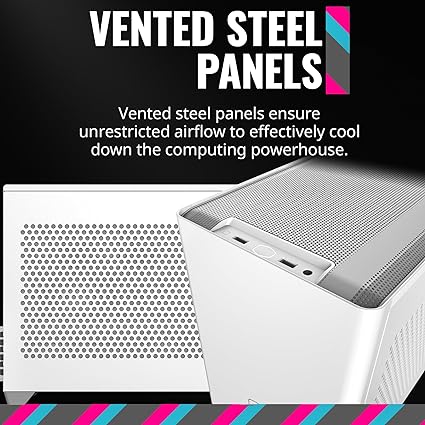 VENTED STEEL
PANELS
Vented steel panels ensure
unrestricted airflow to effectively cool
down the computing powerhouse.